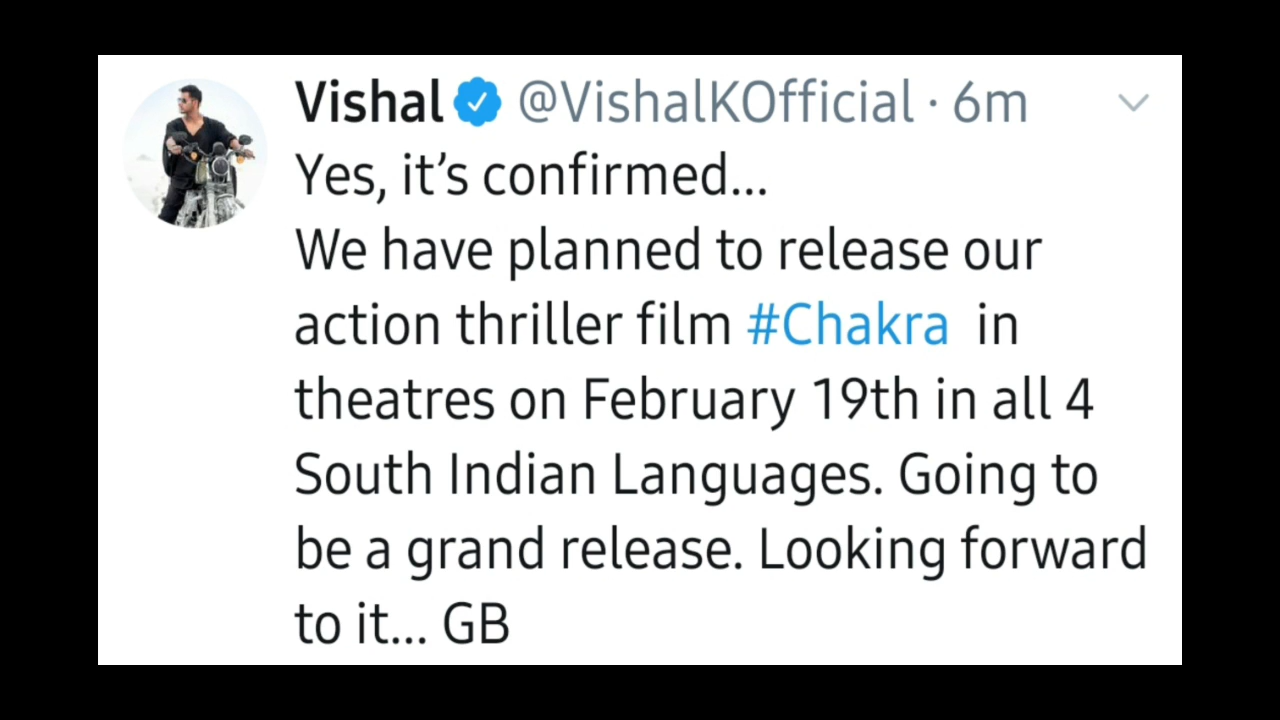 Vishal @VishalKOfficial · 6m
Yes, it’s confirmed...
We have planned to release our
action thriller film #Chakra in
theatres on February 19th in all 4
South Indian Languages. Going to
be a grand release. Looking forward
to it... GB